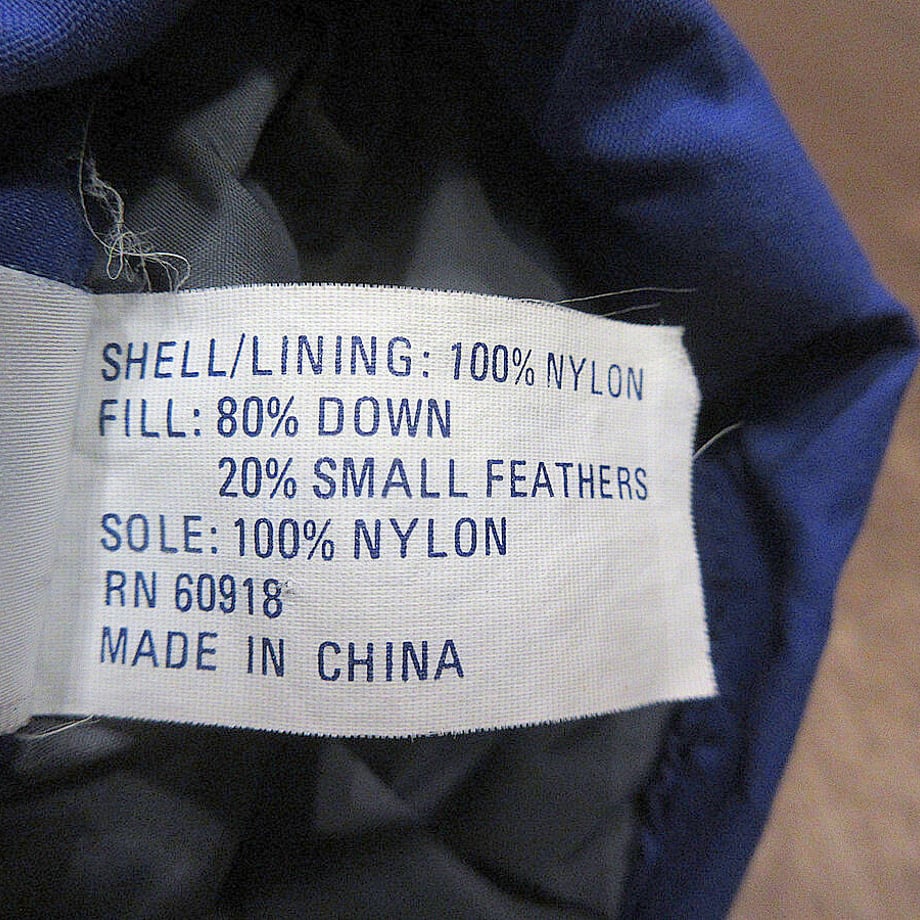 SHELL/LINING: 100% NYLON
FILL: 80% DOWN
20% SMALL FEATHERS
SOLE: 100% NYLON
RN 60918
MADE IN CHINA